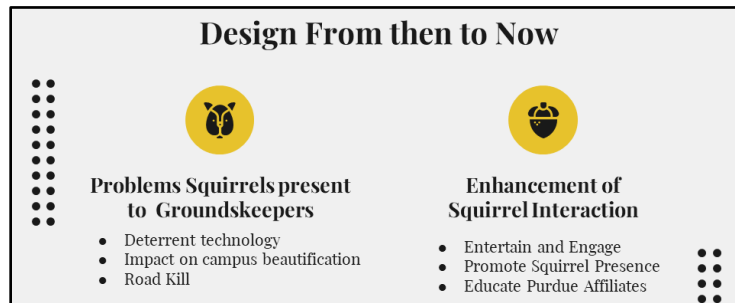 Design From then to Now
Problems Squirrels present
to Groundskeepers
● Deterrent technology
● Impact on campus beautification
● Road Kill
Enhancement of
Squirrel Interaction
● Entertain and Engage
● Promote Squirrel Presence
● Educate Purdue Affiliates